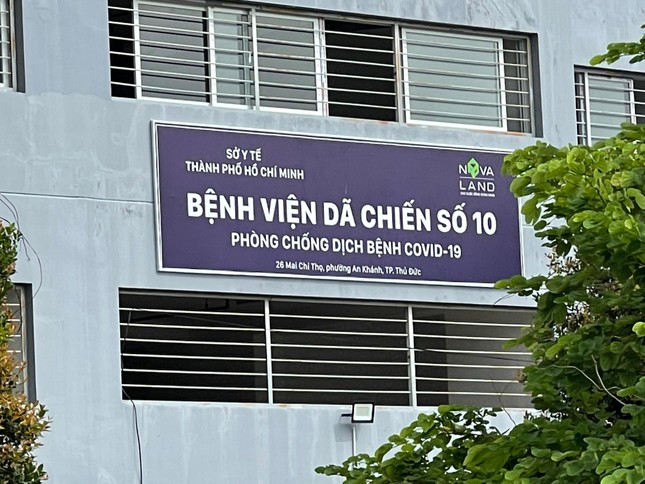 SỞ Y TẾ
THÀNH PHỐ HỒ CHÍ MINH
NOVA
LAND
BỆNH VIỆN DÃ CHIẾN SỐ 10
PHÒNG CHỐNG DỊCH BỆNH COVID-19
26 Mai Chí Thọ, phường An Khánh, TP. Thủ Đức